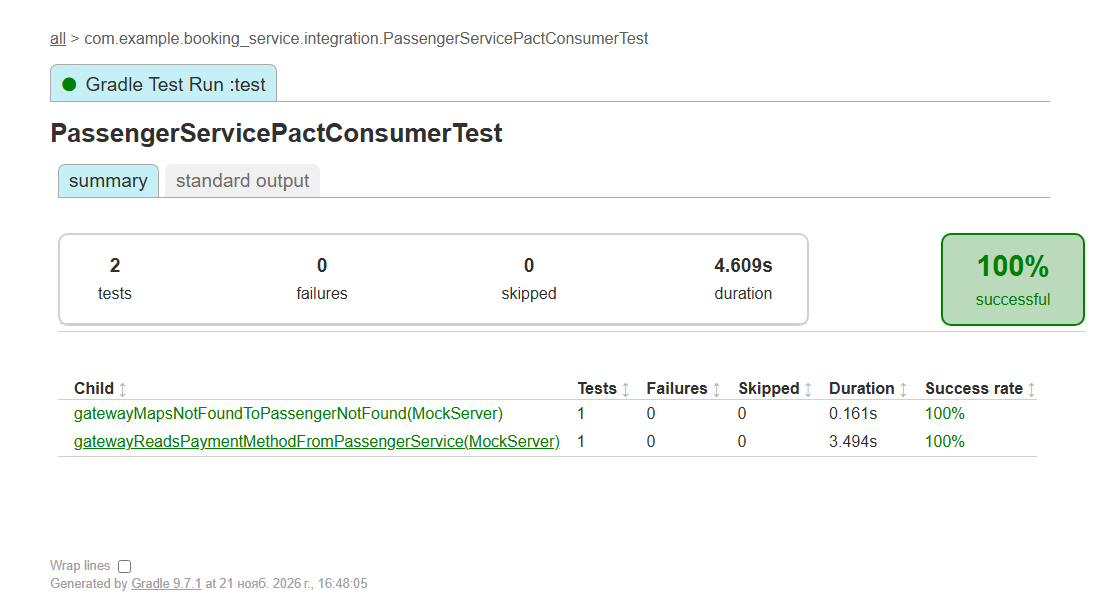 all > com.example.booking_service.integration.PassengerServicePactConsumerTest
Gradle Test Run :test
PassengerServicePactConsumerTest
summary standard output
2 0 0 4.609s 100%
tests failures skipped duration successful
Child Tests Failures Skipped Duration Success rate
gatewayMapsNotFoundToPassengerNotFound(MockServer) 1 0 0 0.161s 100%
gatewayReadsPaymentMethodFromPassengerService(MockServer) 1 0 0 3.494s 100%
Wrap lines
Generated by Gradle 9.7.1 at 21 нояб. 2026 г., 16:48:05